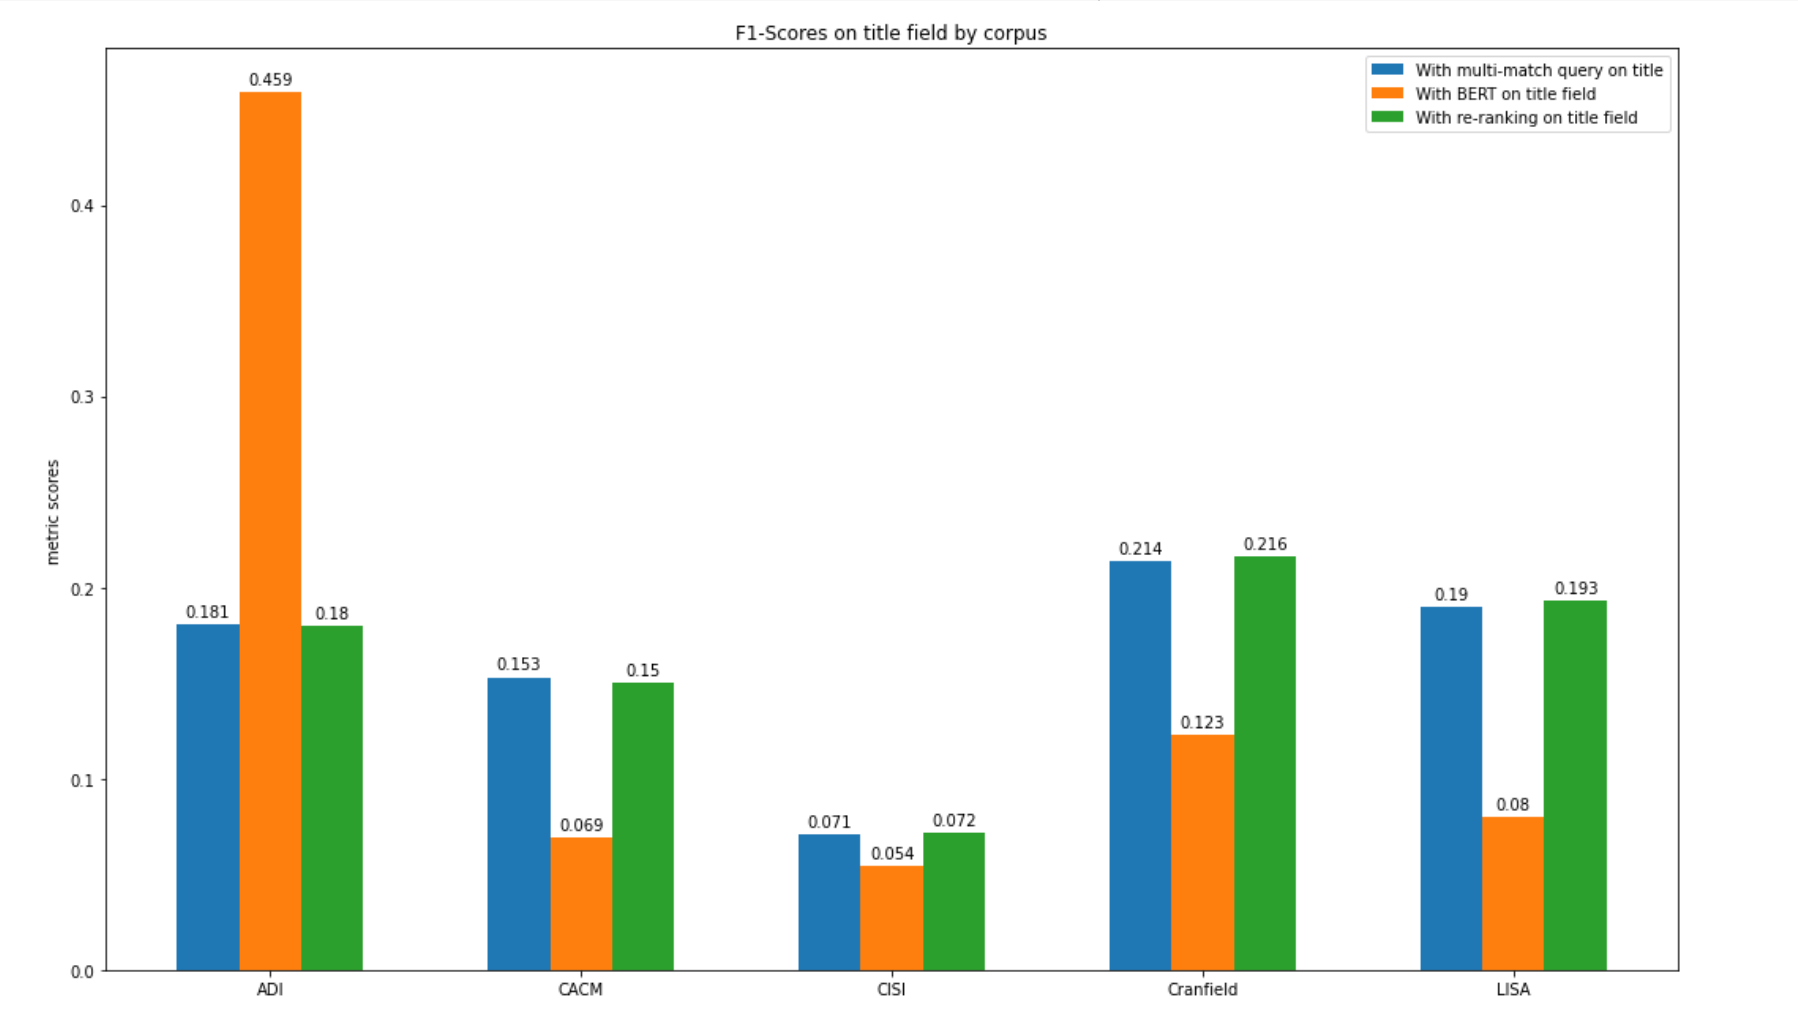 F1-Scores on title field by corpus
With multi-match query on title
With BERT on title field
With re-ranking on title field
metric scores
0.4
0.3
0.2
0.1
0.0
0.181
0.459
0.18
0.153
0.069
0.15
0.071
0.054
0.072
0.214
0.123
0.216
0.19
0.08
0.193
ADI
CACM
CISI
Cranfield
LISA